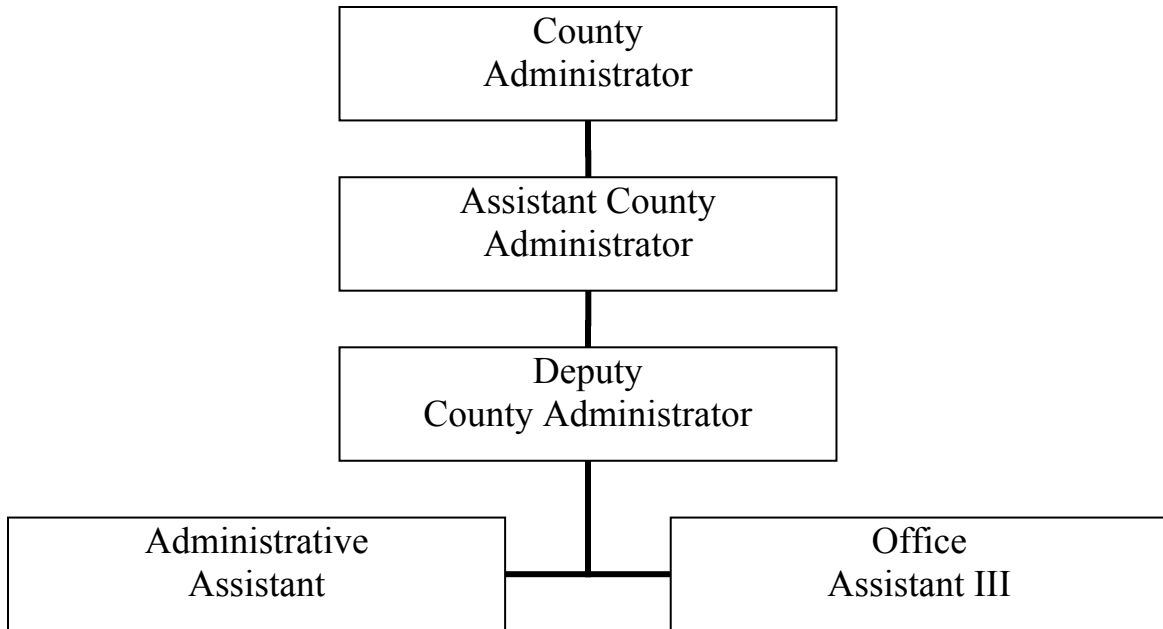 County
Administrator
Assistant County
Administrator
Deputy
County Administrator
Administrative
Assistant
Office
Assistant III